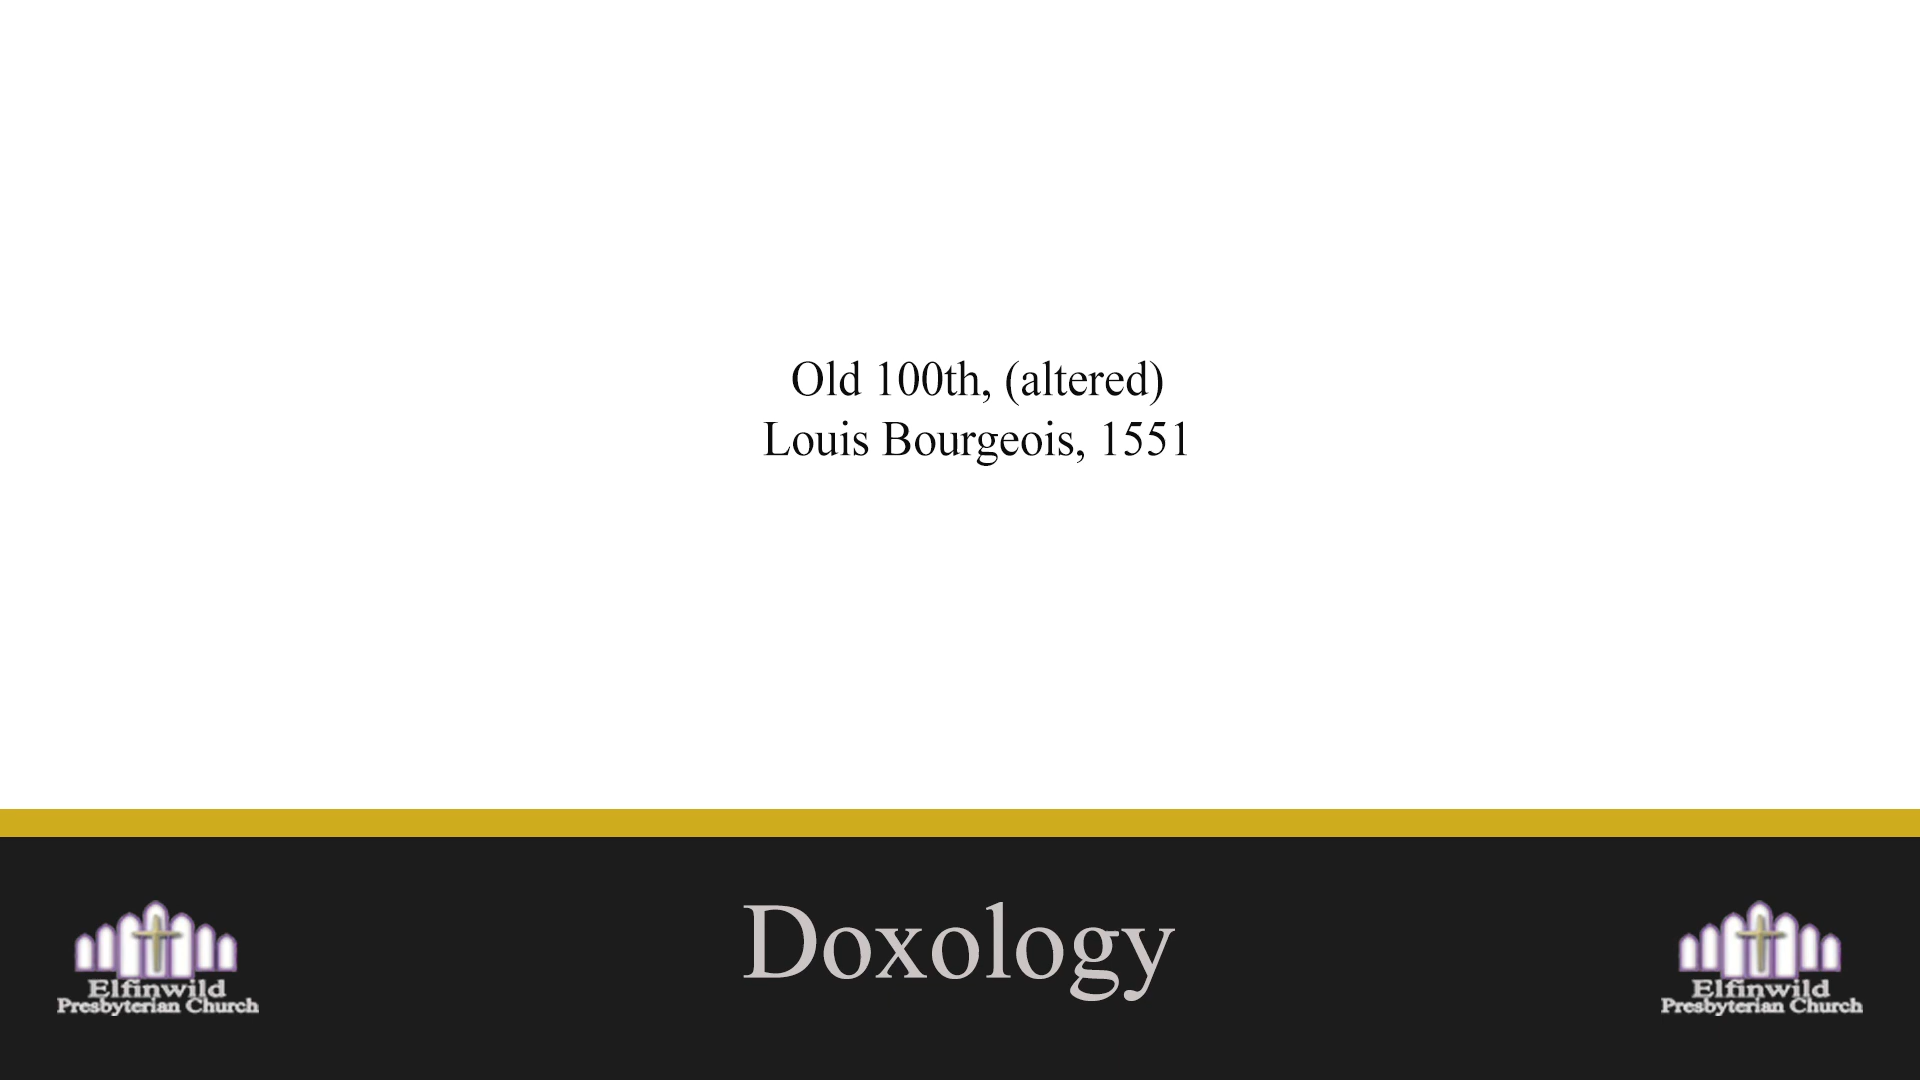 Old 100th, (altered)
Louis Bourgeois, 1551
Doxology
Elfinwild
Presbyterian Church
Elfinwild
Presbyterian Church